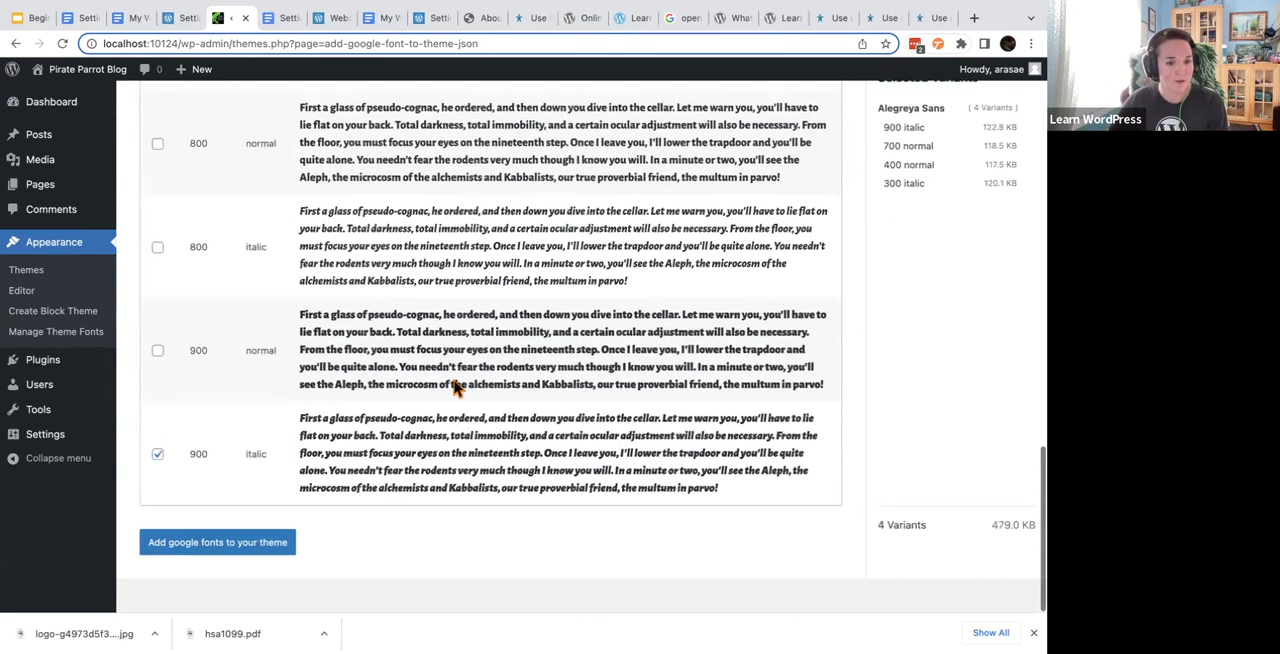 Begi
Setti
My W
Setti
Setti
Web
My W
Setti
Abou
Use
Onlin
Learn
open
What
Learn
Use
Use
Use
localhost:10124/wp-admin/themes.php?page=add-google-font-to-theme-json
2
Pirate Parrot Blog
0
New
Howdy, arasae
Learn WordPress
Dashboard
Posts
Media
Pages
Comments
Appearance
Themes
Editor
Create Block Theme
Manage Theme Fonts
Plugins
Users
Tools
Settings
Collapse menu
800 normal
First a glass of pseudo-cognac, he ordered, and then down you dive into the cellar. Let me warn you, you'll have to
lie flat on your back. Total darkness, total immobility, and a certain ocular adjustment will also be necessary. From
the floor, you must focus your eyes on the nineteenth step. Once I leave you, I'll lower the trapdoor and you'll be
quite alone. You needn't fear the rodents very much though I know you will. In a minute or two, you'll see the
Aleph, the microcosm of the alchemists and Kabbalists, our true proverbial friend, the multum in parvo!
800 italic
First a glass of pseudo-cognac, he ordered, and then down you dive into the cellar. Let me warn you, you'll have to lie flat on
your back. Total darkness, total immobility, and a certain ocular adjustment will also be necessary. From the floor, you
must focus your eyes on the nineteenth step. Once I leave you, I'll lower the trapdoor and you'll be quite alone. You needn't
fear the rodents very much though I know you will. In a minute or two, you'll see the Aleph, the microcosm of the
alchemists and Kabbalists, our true proverbial friend, the multum in parvo!
900 normal
First a glass of pseudo-cognac, he ordered, and then down you dive into the cellar. Let me warn you, you'll have to
lie flat on your back. Total darkness, total immobility, and a certain ocular adjustment will also be necessary.
From the floor, you must focus your eyes on the nineteenth step. Once I leave you, I'll lower the trapdoor and
you'll be quite alone. You needn't fear the rodents very much though I know you will. In a minute or two, you'll
see the Aleph, the microcosm of the alchemists and Kabbalists, our true proverbial friend, the multum in parvo!
900 italic
First a glass of pseudo-cognac, he ordered, and then down you dive into the cellar. Let me warn you, you'll have to lie
flat on your back. Total darkness, total immobility, and a certain ocular adjustment will also be necessary. From the
floor, you must focus your eyes on the nineteenth step. Once I leave you, I'll lower the trapdoor and you'll be quite
alone. You needn't fear the rodents very much though I know you will. In a minute or two, you'll see the Aleph, the
microcosm of the alchemists and Kabbalists, our true proverbial friend, the multum in parvo!
Add google fonts to your theme
Selected Variants
Alegreya Sans ( 4 Variants )
900 italic 122.8 KB
700 normal 118.5 KB
400 normal 117.5 KB
300 italic 120.1 KB
4 Variants 479.0 KB
logo-g4973d5f3....jpg
hsa1099.pdf
Show All